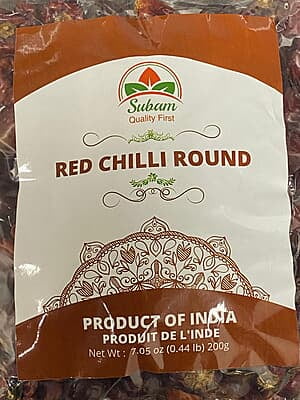 Subam
Quality First
RED CHILLI ROUND
PRODUCT OF INDIA
PRODUIT DE L'INDE
Net Wt : 7.05 oz (0.44 lb) 200g